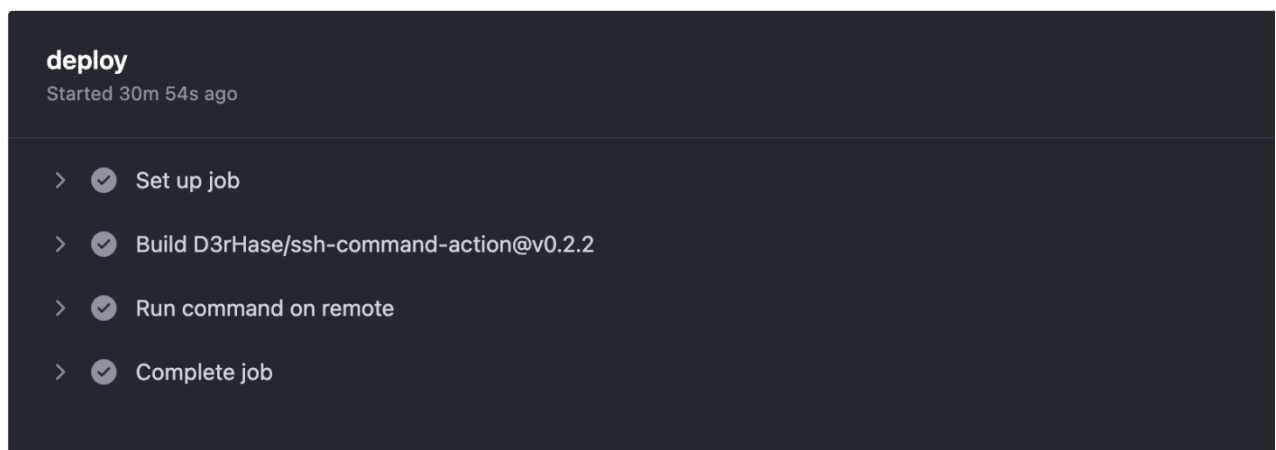 deploy
Started 30m 54s ago
Set up job
Build D3rHase/ssh-command-action@v0.2.2
Run command on remote
Complete job